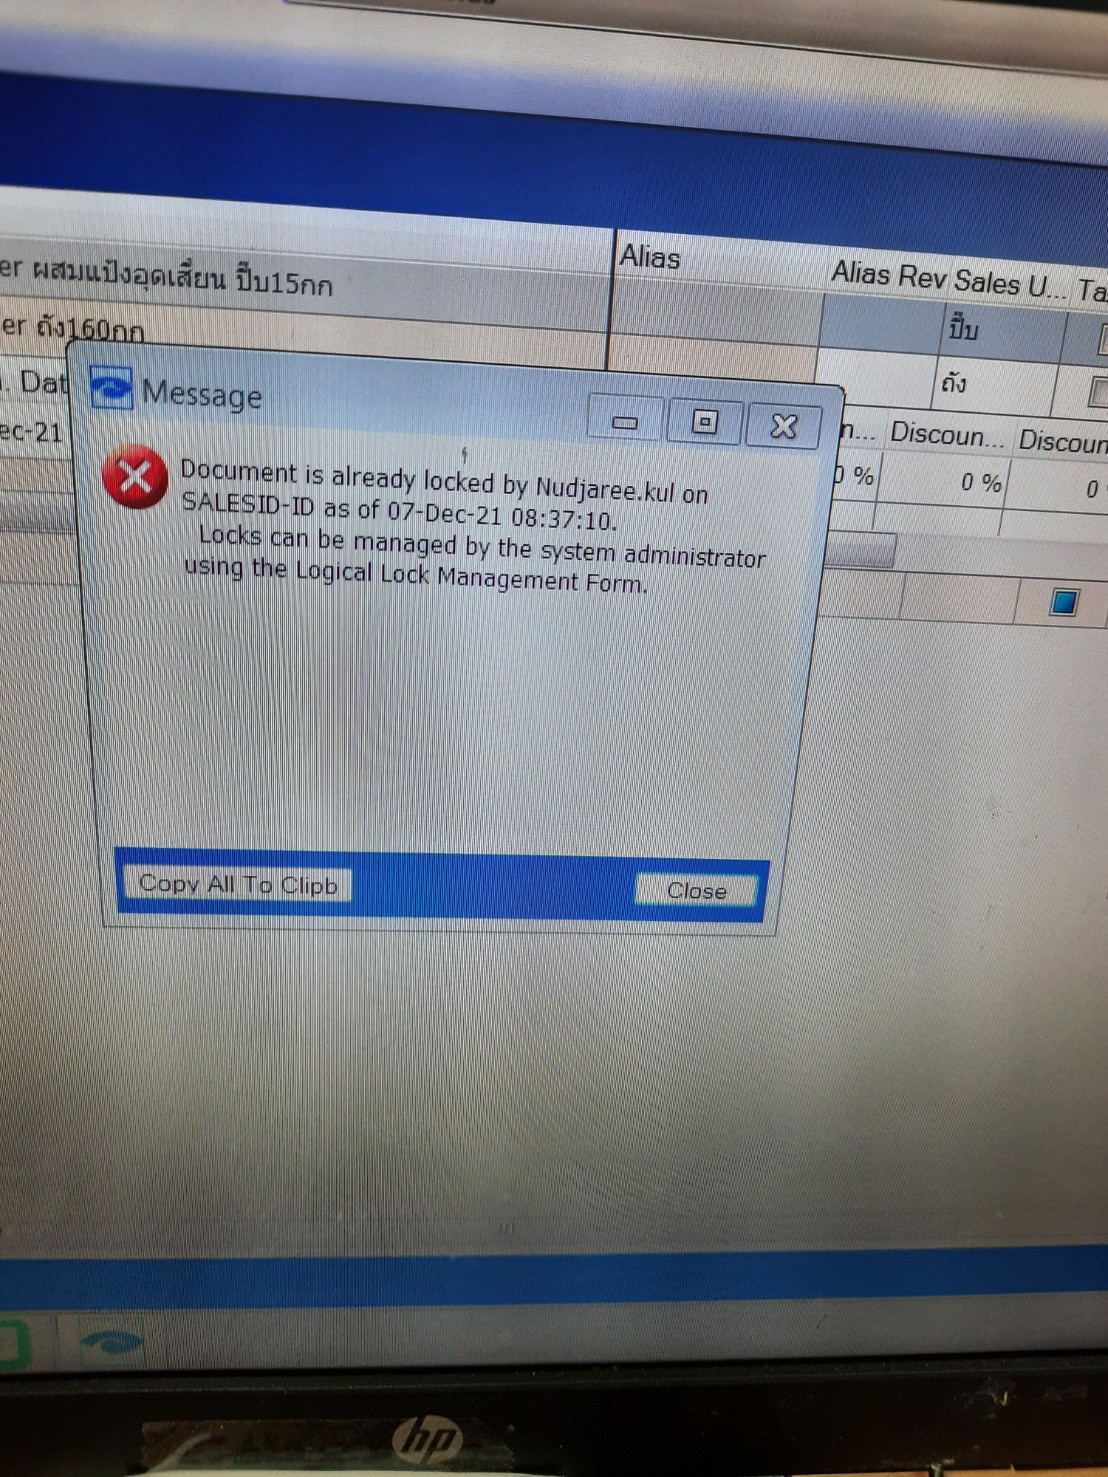 Alias
Alias Rev
Sales U...
er ผสมแป้งอุดเสี้ยน ปี๊บ15กก
ปี๊บ
er ถัง160กก
ถัง
. Dat
n...
Discoun...
Discoun
ec-21
0 %
0 %
0
Message
Document is already locked by Nudjaree.kul on
SALESID-ID as of 07-Dec-21 08:37:10.
Locks can be managed by the system administrator
using the Logical Lock Management Form.
Copy All To Clipb
Close
hp